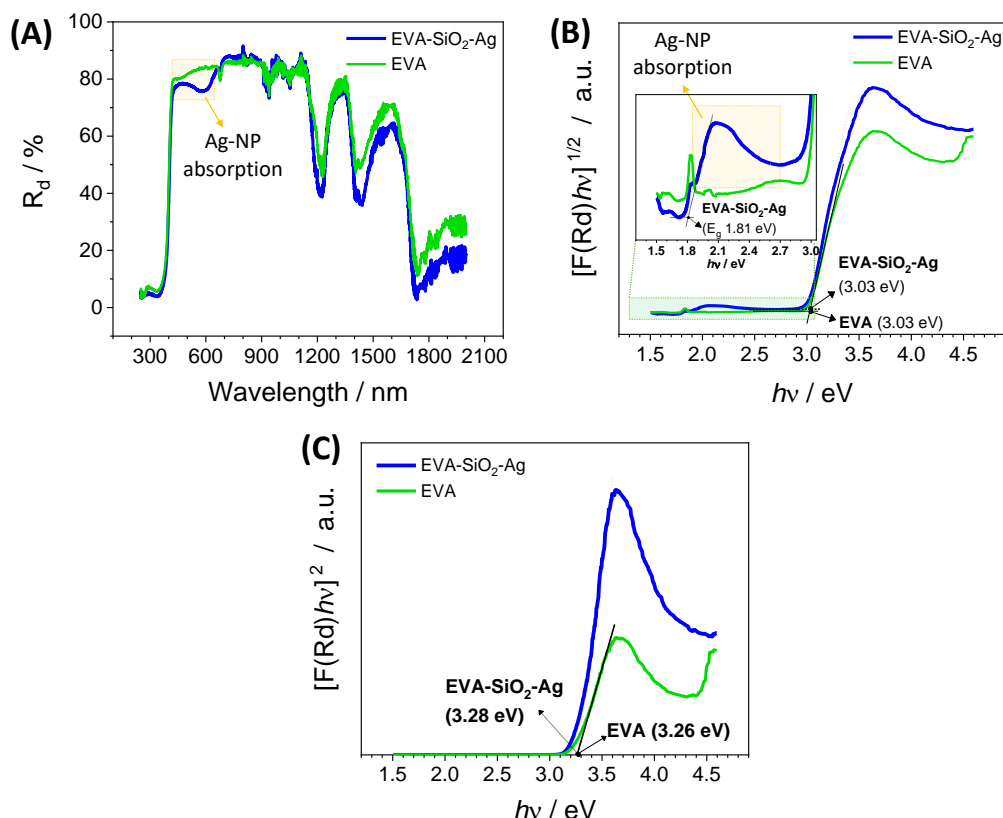 (A)
EVA-SiO₂-Ag
EVA
Ag-NP
absorption
R_d / %
100
80
60
40
20
0
300 600 900 1200 1500 1800 2100
Wavelength / nm
(B)
Ag-NP
absorption
EVA-SiO₂-Ag
EVA
EVA-SiO₂-Ag
(E_g 1.81 eV)
1.5 1.8 2.1 2.4 2.7 3.0
hν / eV
EVA-SiO₂-Ag
(3.03 eV)
EVA (3.03 eV)
[F(Rd)hν]^1/2 / a.u.
1.5 2.0 2.5 3.0 3.5 4.0 4.5
hν / eV
(C)
EVA-SiO₂-Ag
EVA
EVA-SiO₂-Ag
(3.28 eV)
EVA (3.26 eV)
[F(Rd)hν]² / a.u.
1.5 2.0 2.5 3.0 3.5 4.0 4.5
hν / eV